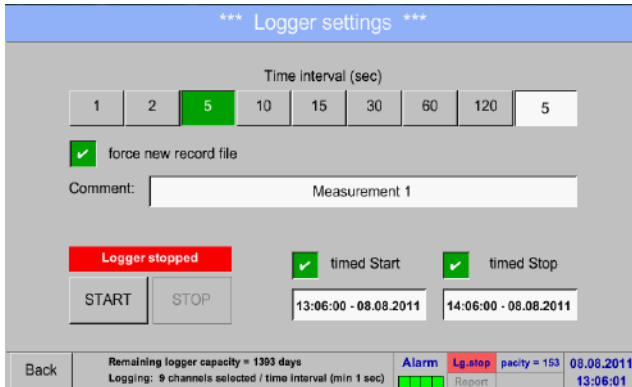 *** Logger settings ***
Time interval (sec)
1 2 5 10 15 30 60 120 5
force new record file
Comment: Measurement 1
Logger stopped
timed Start timed Stop
START STOP 13:06:00 - 08.08.2011 14:06:00 - 08.08.2011
Back Remaining logger capacity = 1393 days Alarm Lg.stop pacity = 153 08.08.2011
Logging: 9 channels selected / time interval (min 1 sec) Report 13:06:01